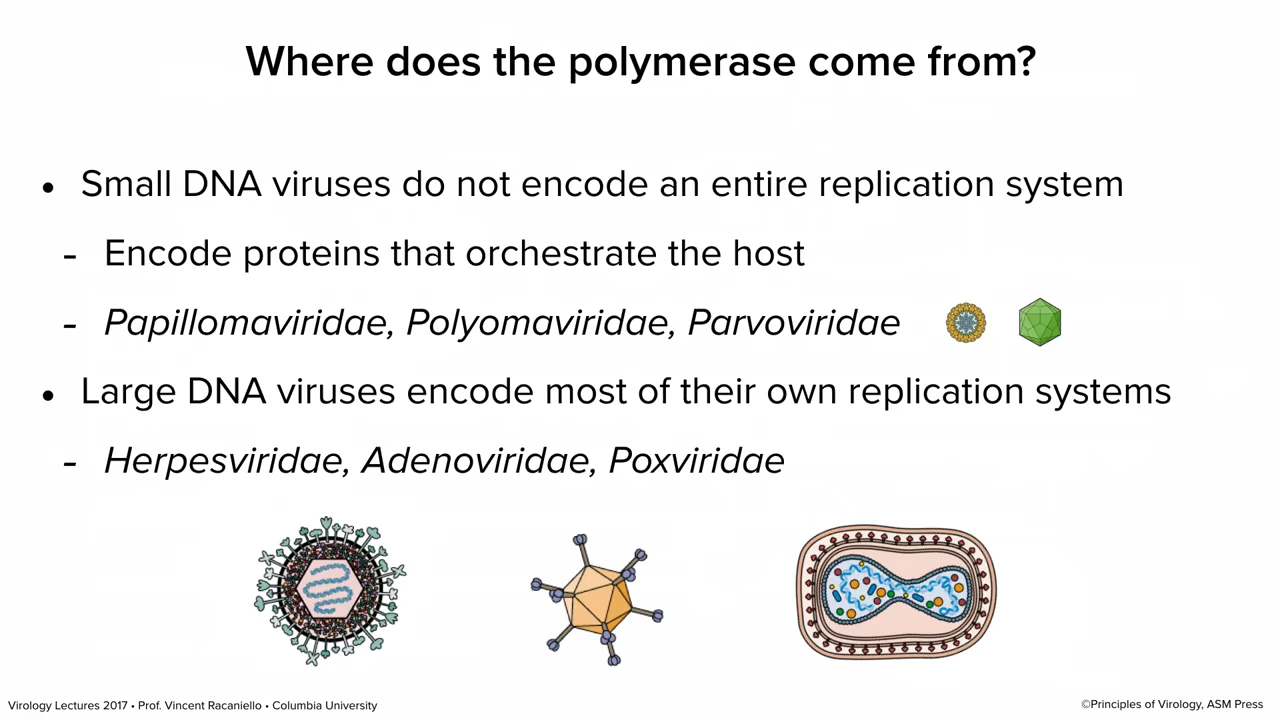 Where does the polymerase come from?
• Small DNA viruses do not encode an entire replication system
- Encode proteins that orchestrate the host
- Papillomaviridae, Polyomaviridae, Parvoviridae
• Large DNA viruses encode most of their own replication systems
- Herpesviridae, Adenoviridae, Poxviridae
Virology Lectures 2017 • Prof. Vincent Racaniello • Columbia University
©Principles of Virology, ASM Press